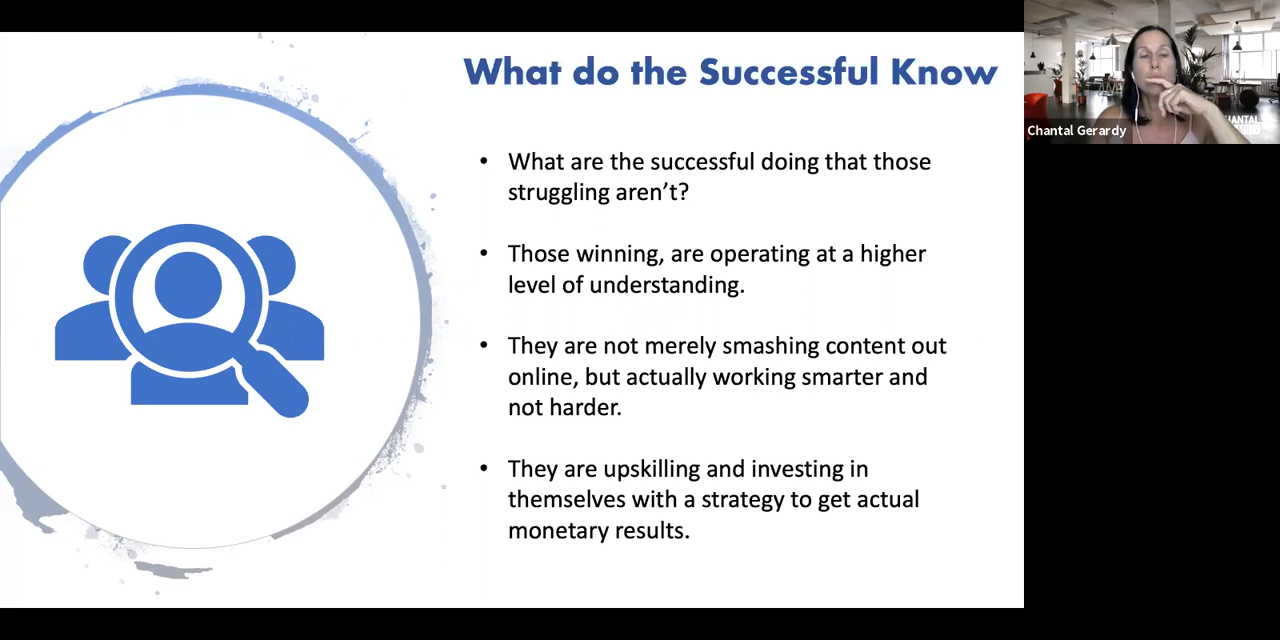 What do the Successful Know
• What are the successful doing that those
struggling aren’t?
• Those winning, are operating at a higher
level of understanding.
• They are not merely smashing content out
online, but actually working smarter and
not harder.
• They are upskilling and investing in
themselves with a strategy to get actual
monetary results.
Chantal Gerardy